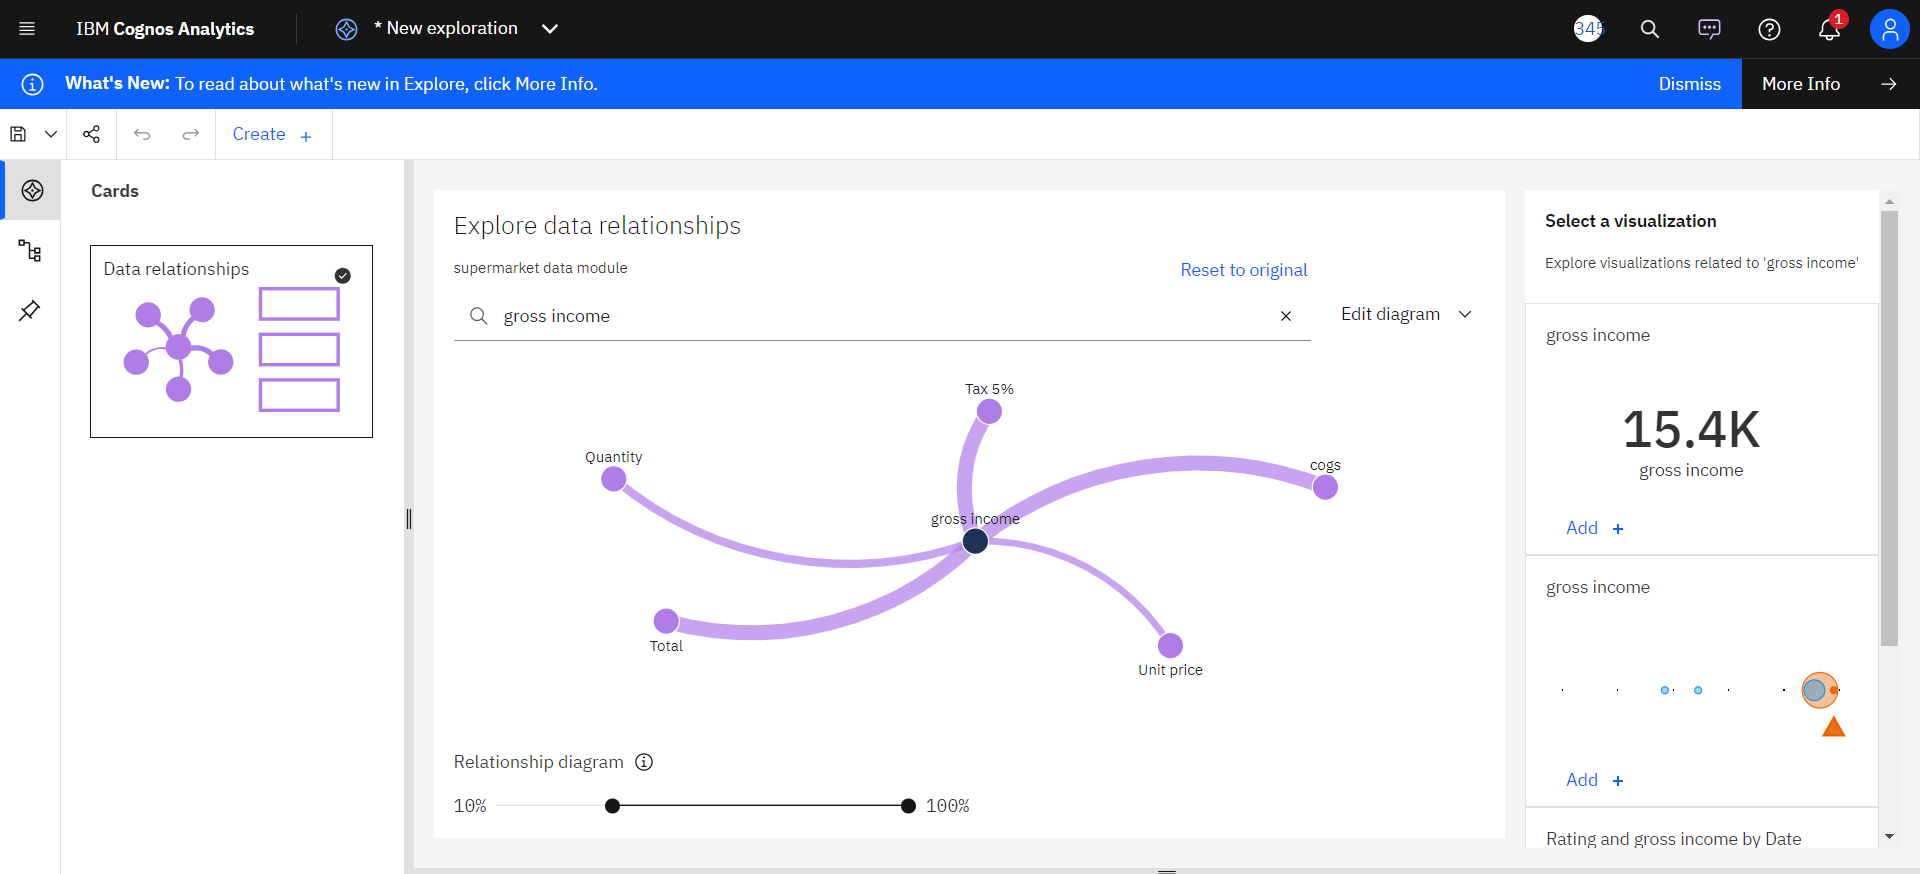 IBM Cognos Analytics
* New exploration
345
1
What's New: To read about what's new in Explore, click More Info.
Dismiss
More Info
Create +
Cards
Data relationships
Explore data relationships
supermarket data module
Reset to original
gross income
Edit diagram
Tax 5%
Quantity
cogs
gross income
Total
Unit price
Relationship diagram
10%
100%
Select a visualization
Explore visualizations related to 'gross income'
gross income
15.4K
gross income
Add +
gross income
Add +
Rating and gross income by Date